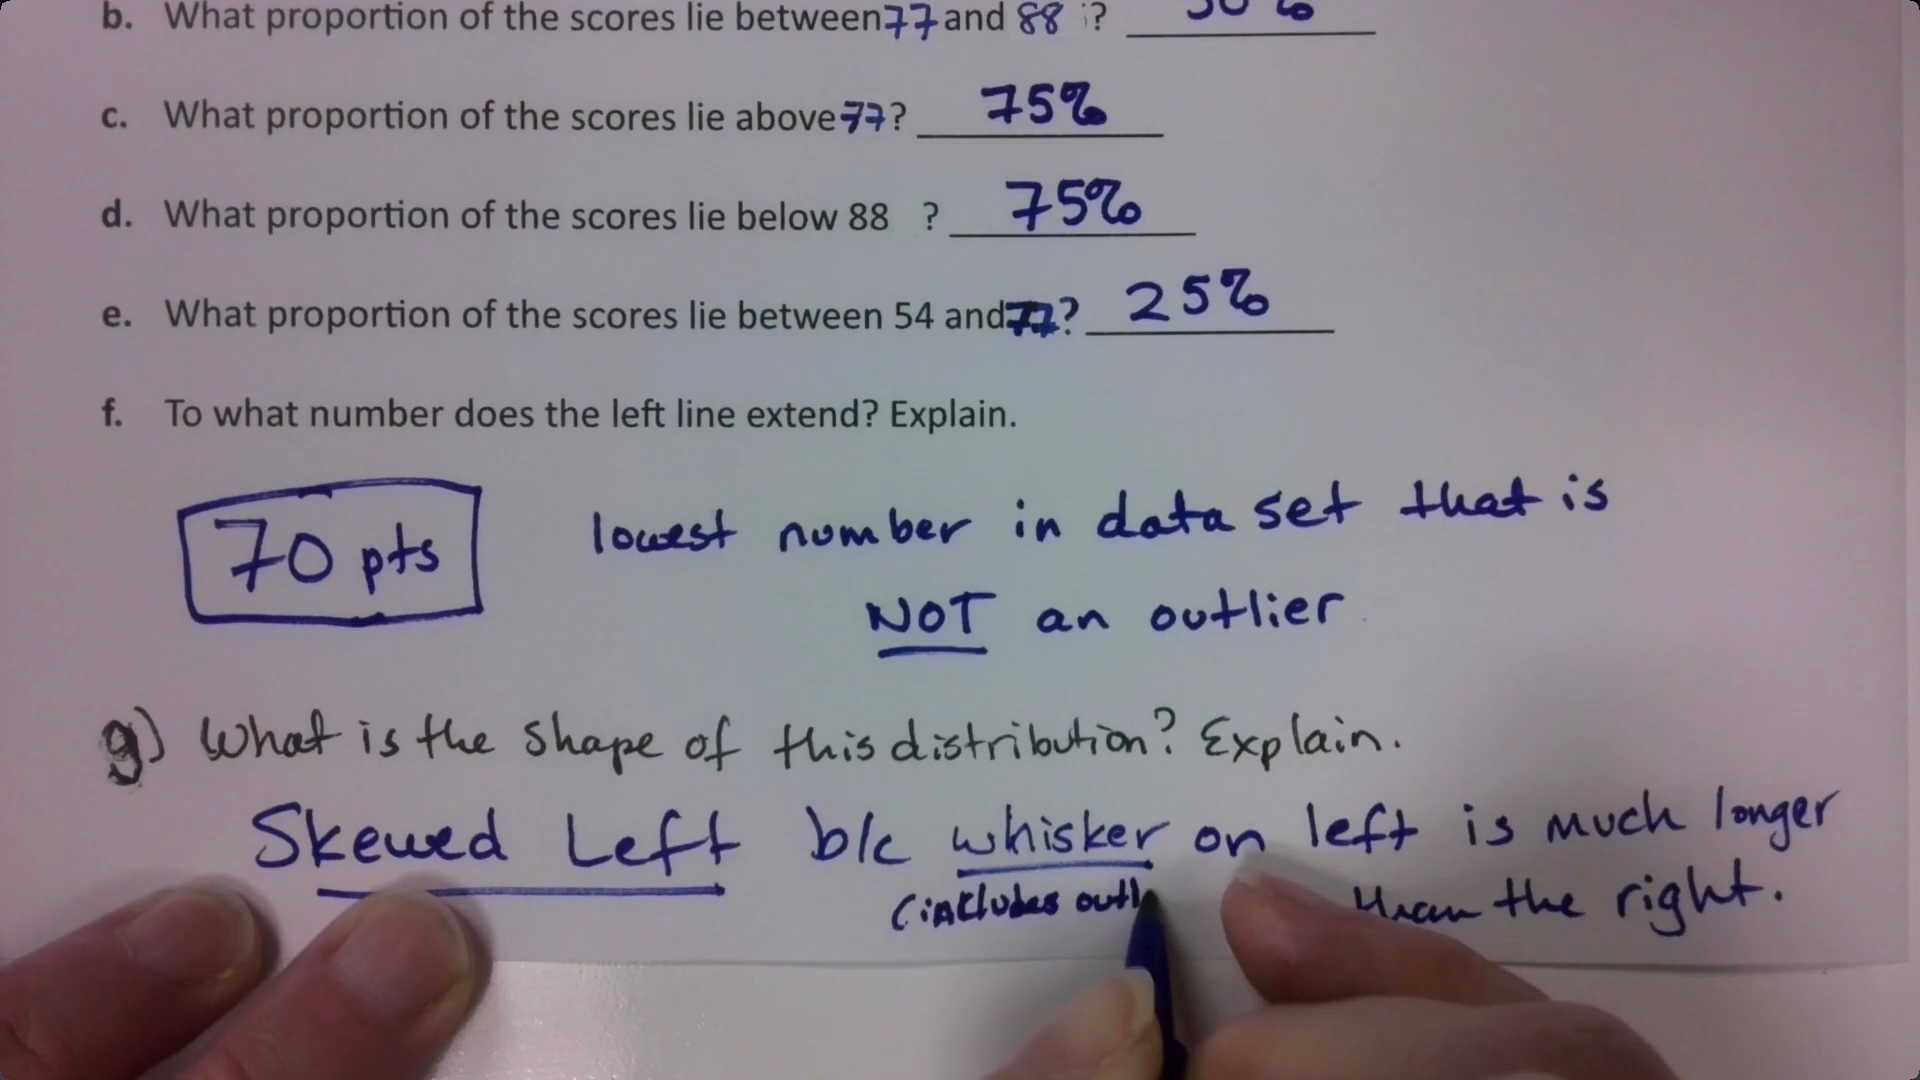 b. What proportion of the scores lie between 77 and 88 ?
c. What proportion of the scores lie above 77? 75%
d. What proportion of the scores lie below 88 ? 75%
e. What proportion of the scores lie between 54 and 77? 25%
f. To what number does the left line extend? Explain.
70 pts lowest number in data set that is
NOT an outlier
g) What is the shape of this distribution? Explain.
Skewed Left b/c whisker on left is much longer
(includes outl than the right.